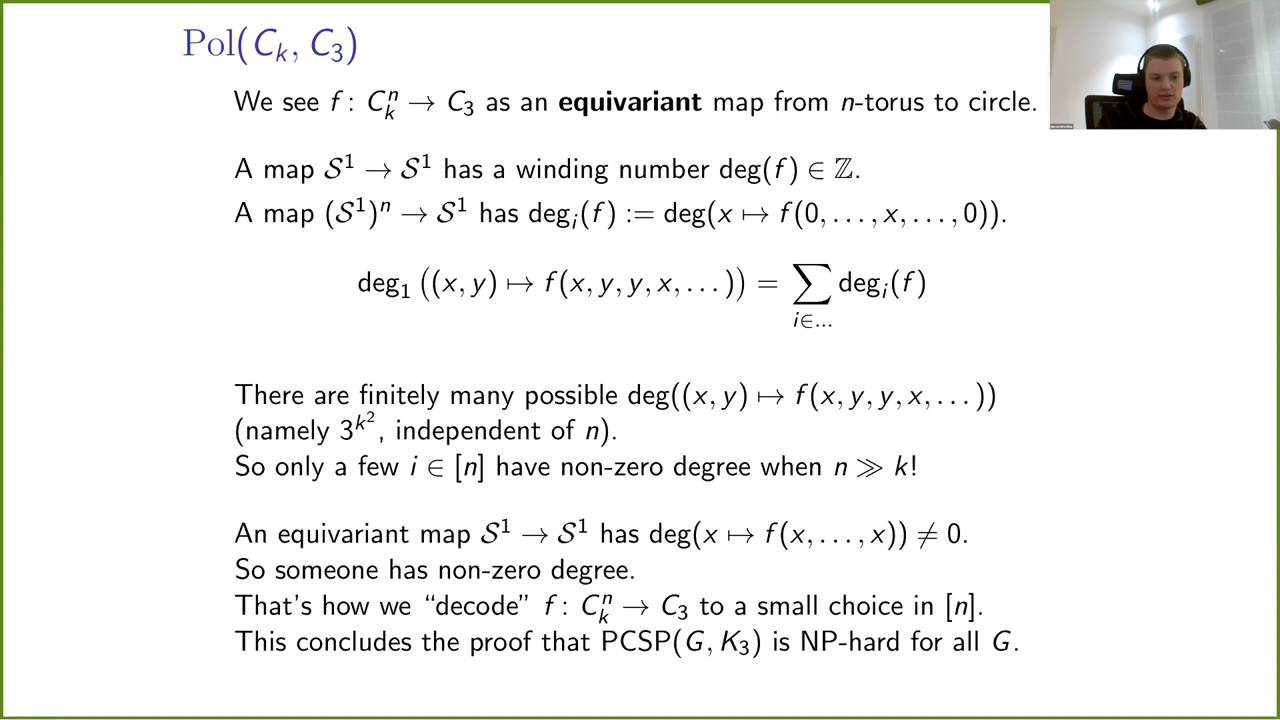 Pol(C_k, C_3)
We see f : C_k^n → C_3 as an equivariant map from n-torus to circle.
A map 𝒮^1 → 𝒮^1 has a winding number deg(f) ∈ ℤ.
A map (𝒮^1)^n → 𝒮^1 has deg_i(f) := deg(x ↦ f(0, . . . , x, . . . , 0)).
deg_1 ((x, y) ↦ f(x, y, y, x, . . . )) = ∑_{i∈...} deg_i(f)
There are finitely many possible deg((x, y) ↦ f(x, y, y, x, . . . ))
(namely 3^{k^2}, independent of n).
So only a few i ∈ [n] have non-zero degree when n ≫ k!
An equivariant map 𝒮^1 → 𝒮^1 has deg(x ↦ f(x, . . . , x)) ≠ 0.
So someone has non-zero degree.
That's how we “decode” f : C_k^n → C_3 to a small choice in [n].
This concludes the proof that PCSP(G, K_3) is NP-hard for all G.